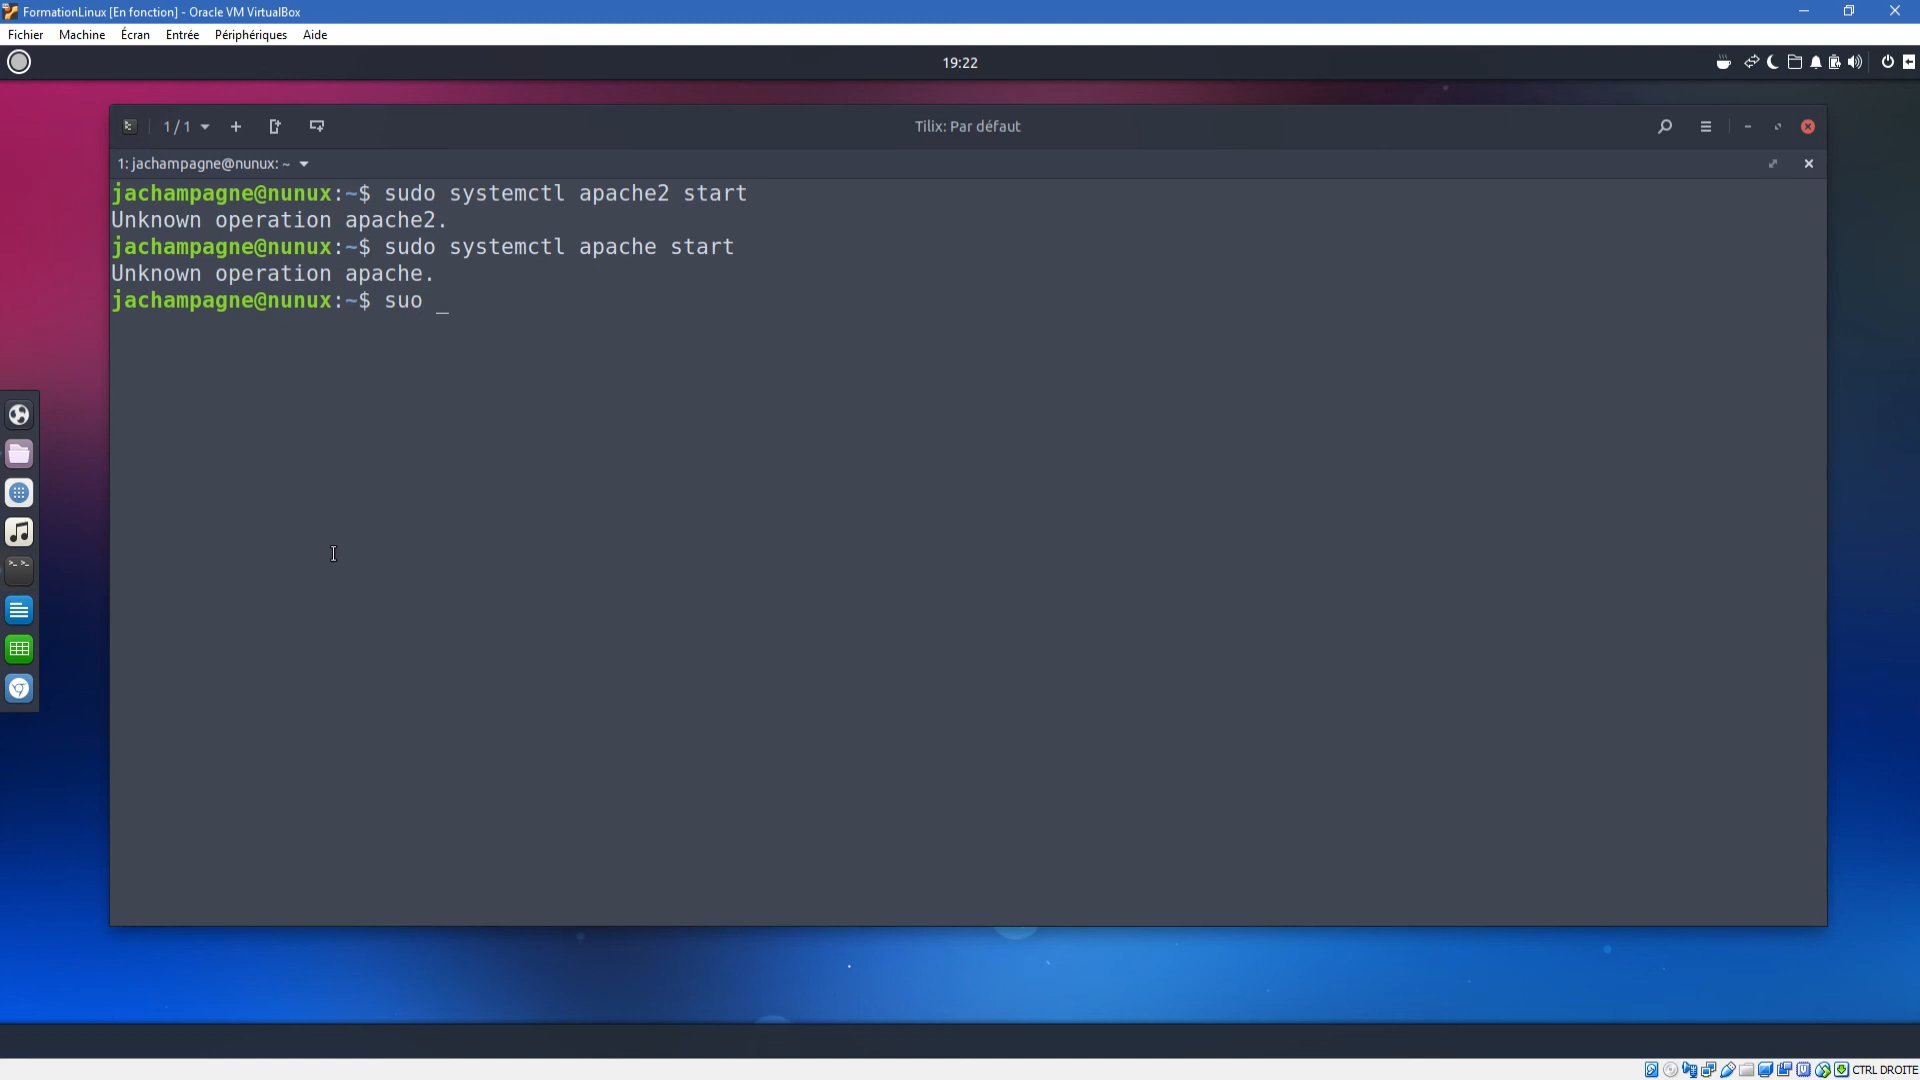 FormationLinux [En fonction] - Oracle VM VirtualBox
Fichier Machine Écran Entrée Périphériques Aide
19:22
1 / 1
Tilix: Par défaut
1: jachampagne@nunux: ~
jachampagne@nunux:~$ sudo systemctl apache2 start
Unknown operation apache2.
jachampagne@nunux:~$ sudo systemctl apache start
Unknown operation apache.
jachampagne@nunux:~$ suo _
CTRL DROITE